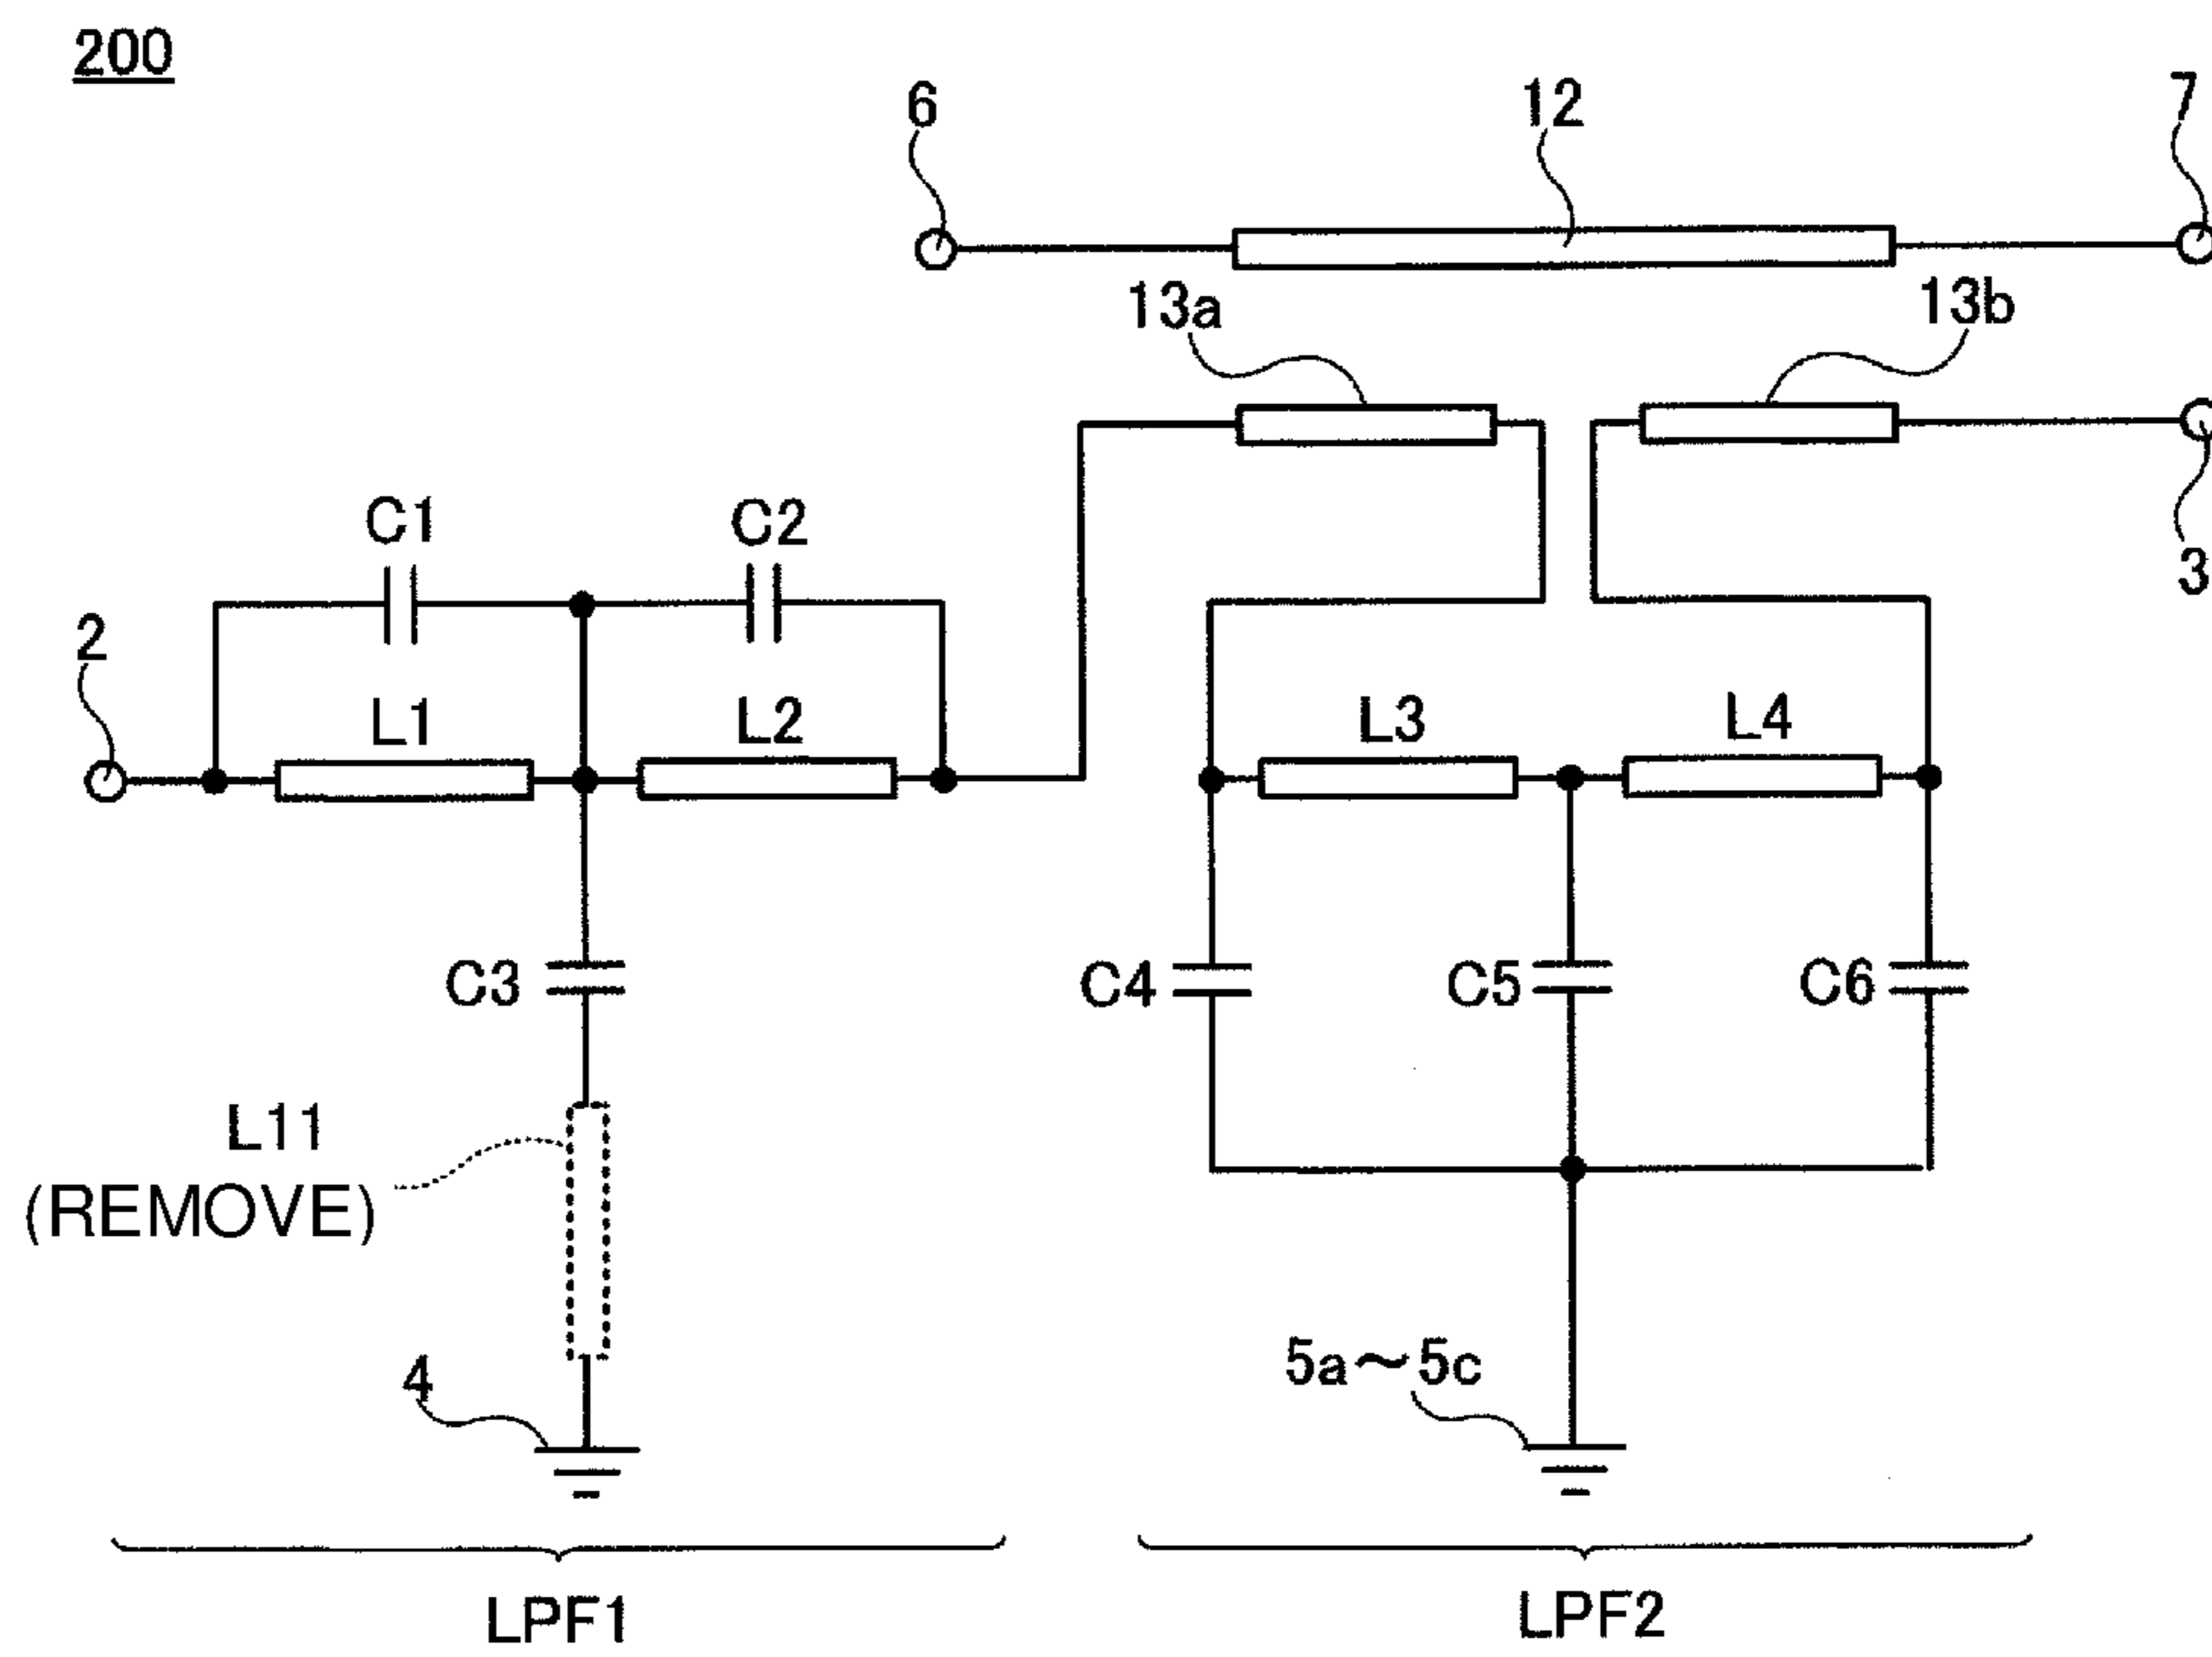 200
6
12
7
13a
13b
C1
C2
3
2
L1
L2
L3
L4
C3
C4
C5
C6
L11
(REMOVE)
4
5a～5c
LPF1
LPF2